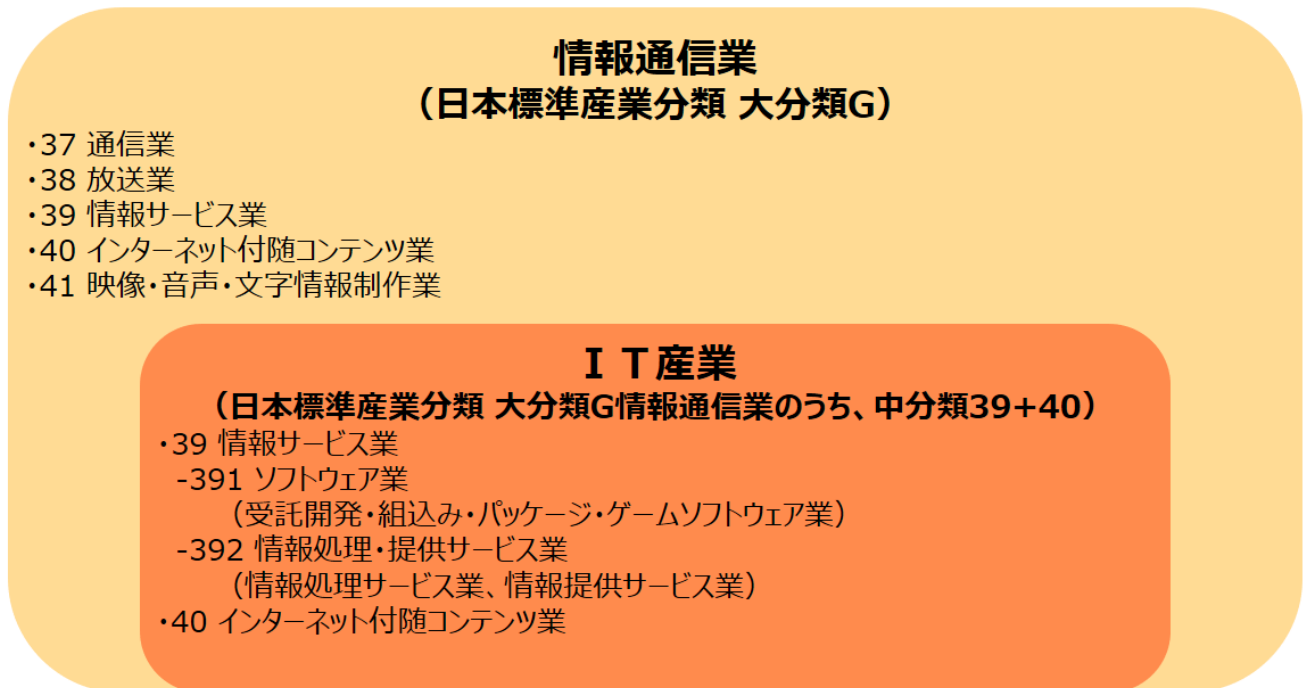 情報通信業
（日本標準産業分類 大分類G）
・37 通信業
・38 放送業
・39 情報サービス業
・40 インターネット付随コンテンツ業
・41 映像・音声・文字情報制作業
ＩＴ産業
（日本標準産業分類 大分類G情報通信業のうち、中分類39+40）
・39 情報サービス業
-391 ソフトウェア業
（受託開発・組込み・パッケージ・ゲームソフトウェア業）
-392 情報処理・提供サービス業
（情報処理サービス業、情報提供サービス業）
・40 インターネット付随コンテンツ業